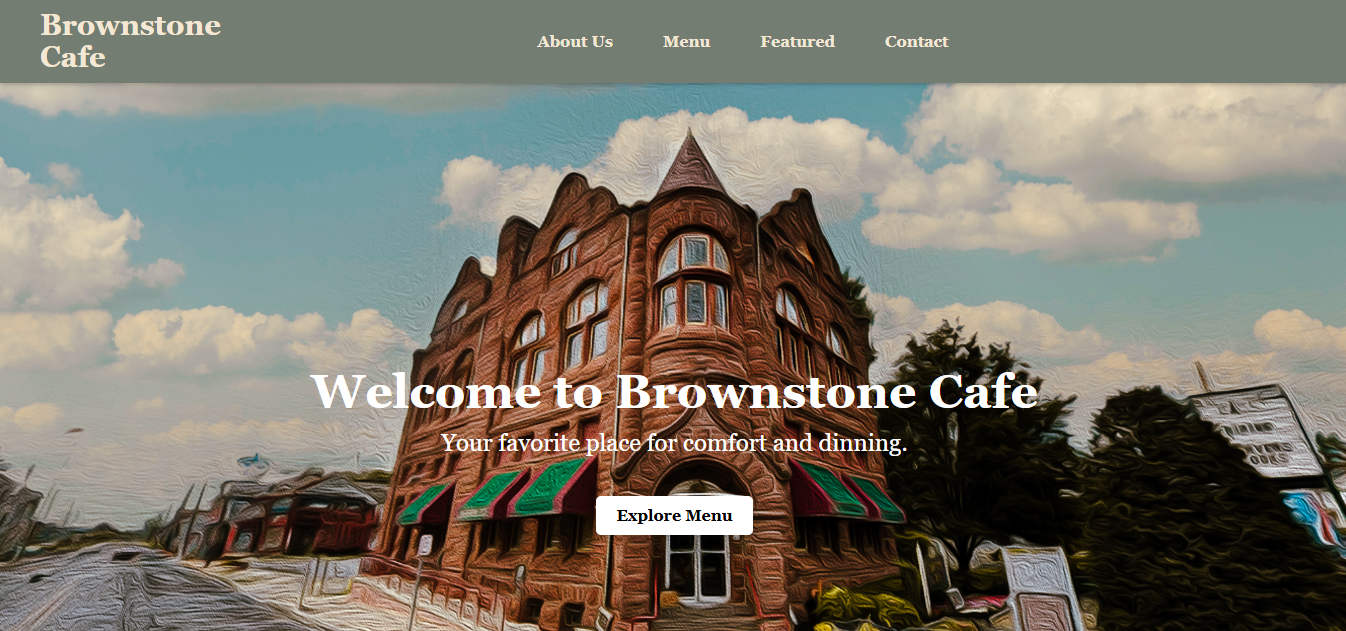 Brownstone
Cafe
About Us Menu Featured Contact
Welcome to Brownstone Cafe
Your favorite place for comfort and dinning.
Explore Menu